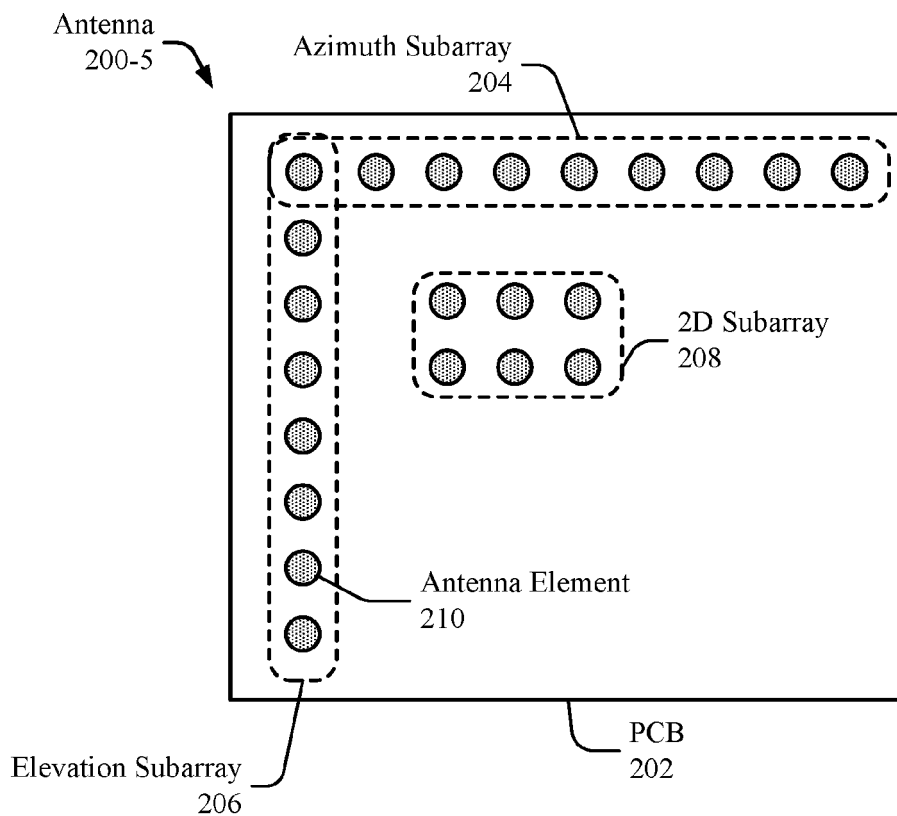 Antenna
200-5
Azimuth Subarray
204
2D Subarray
208
Antenna Element
210
PCB
202
Elevation Subarray
206